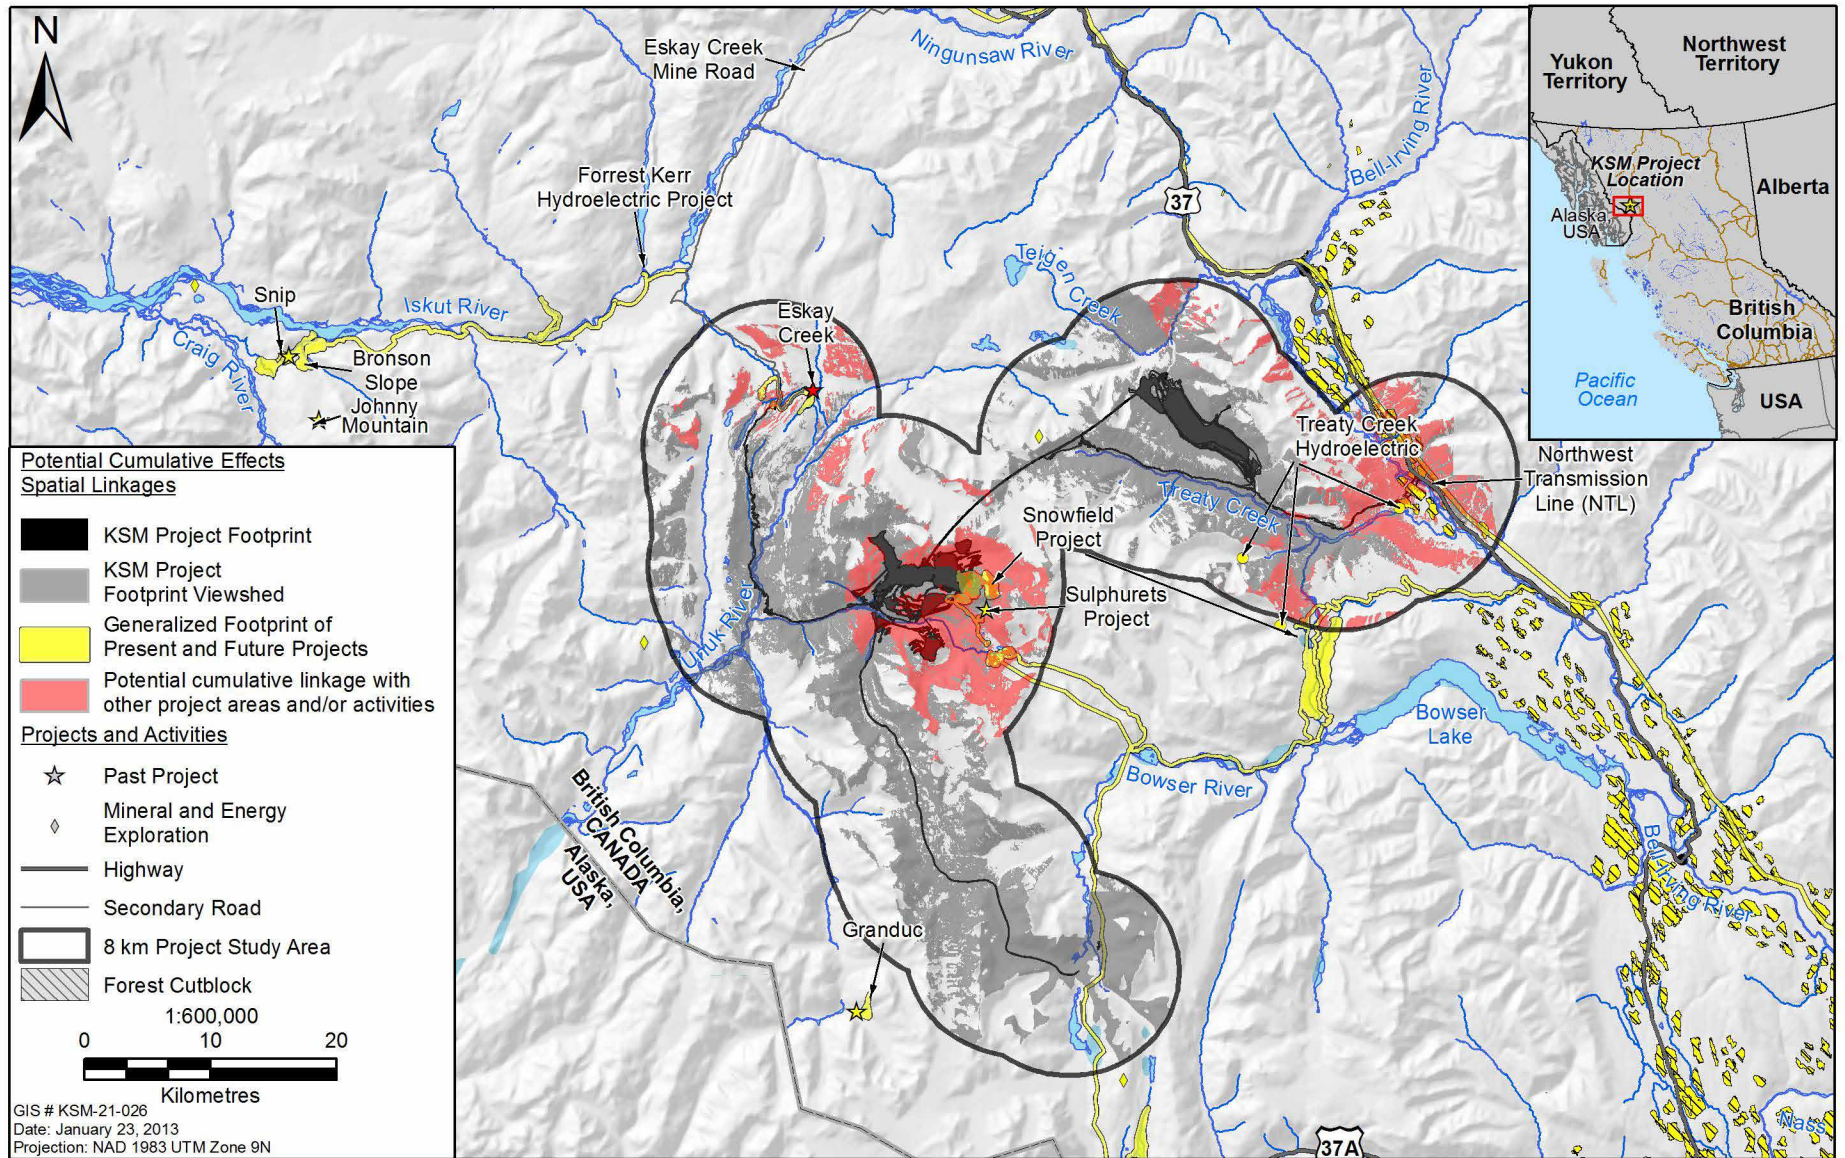 N
Eskay Creek
Mine Road
Ningunsaw River
Bell-Irving River
37
Forrest Kerr
Hydroelectric Project
Teigen Creek
Snip
Iskut River
Craig River
Bronson
Slope
Johnny
Mountain
Eskay
Creek
Treaty Creek
Hydroelectric
Northwest
Transmission
Line (NTL)
Treaty Creek
Snowfield
Project
Sulphurets
Project
Unuk River
Bowser
Lake
Bowser River
British Columbia,
CANADA
Alaska,
USA
Granduc
Bell-Irving River
Nass
37A
Yukon
Territory
Northwest
Territory
KSM Project
Location
Alberta
Alaska,
USA
British
Columbia
Pacific
Ocean
USA
Potential Cumulative Effects
Spatial Linkages
KSM Project Footprint
KSM Project
Footprint Viewshed
Generalized Footprint of
Present and Future Projects
Potential cumulative linkage with
other project areas and/or activities
Projects and Activities
Past Project
Mineral and Energy
Exploration
Highway
Secondary Road
8 km Project Study Area
Forest Cutblock
1:600,000
0 10 20
Kilometres
GIS # KSM-21-026
Date: January 23, 2013
Projection: NAD 1983 UTM Zone 9N